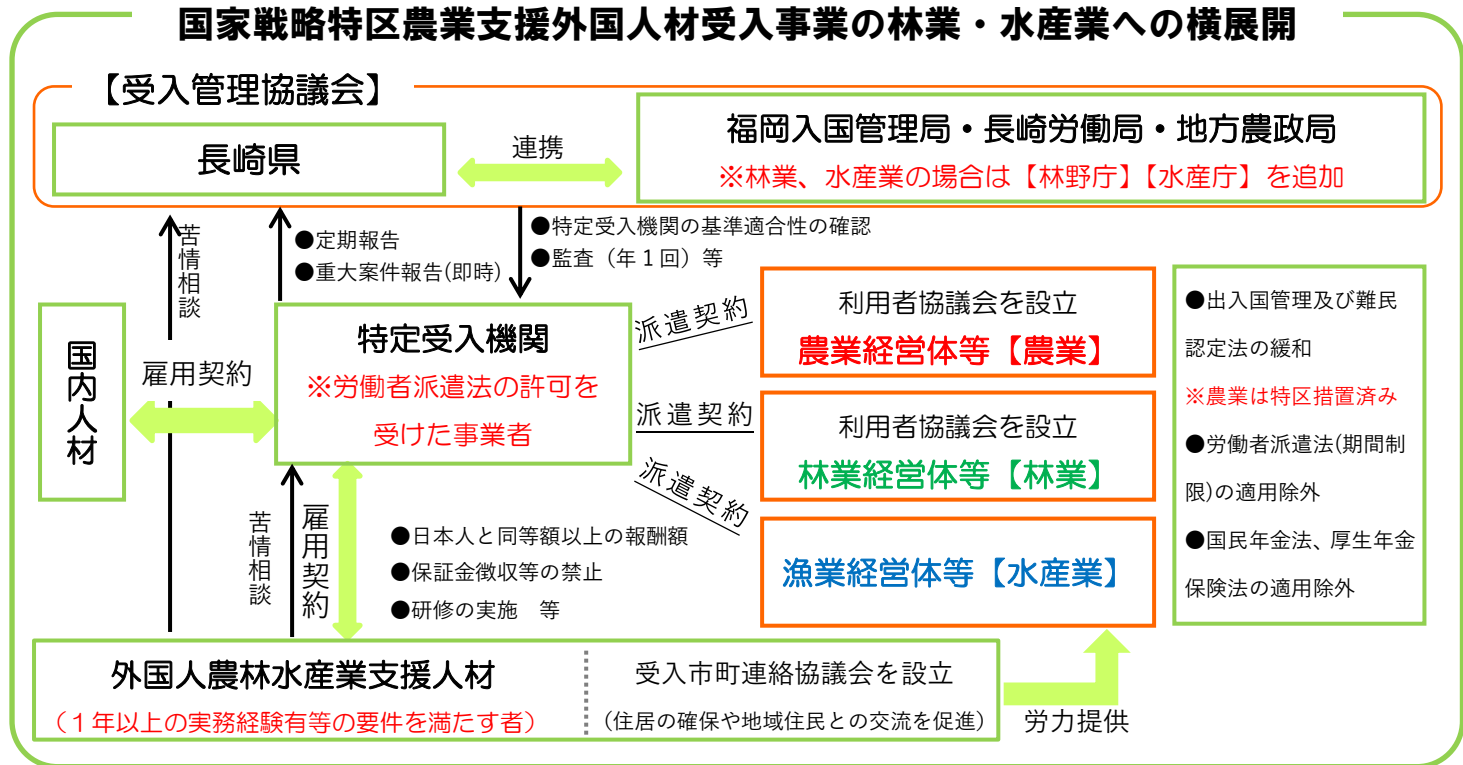 国家戦略特区農業支援外国人材受入事業の林業・水産業への横展開
【受入管理協議会】
長崎県
連携
福岡入国管理局・長崎労働局・地方農政局
※林業、水産業の場合は【林野庁】【水産庁】を追加
苦情相談
●定期報告
●重大案件報告(即時)
●特定受入機関の基準適合性の確認
●監査（年１回）等
国内人材
雇用契約
特定受入機関
※労働者派遣法の許可を
受けた事業者
派遣契約
利用者協議会を設立
農業経営体等【農業】
派遣契約
利用者協議会を設立
林業経営体等【林業】
派遣契約
漁業経営体等【水産業】
●出入国管理及び難民
認定法の緩和
※農業は特区措置済み
●労働者派遣法(期間制
限)の適用除外
●国民年金法、厚生年金
保険法の適用除外
苦情相談
雇用契約
●日本人と同等額以上の報酬額
●保証金徴収等の禁止
●研修の実施　等
外国人農林水産業支援人材
（１年以上の実務経験有等の要件を満たす者）
受入市町連絡協議会を設立
(住居の確保や地域住民との交流を促進)
労力提供